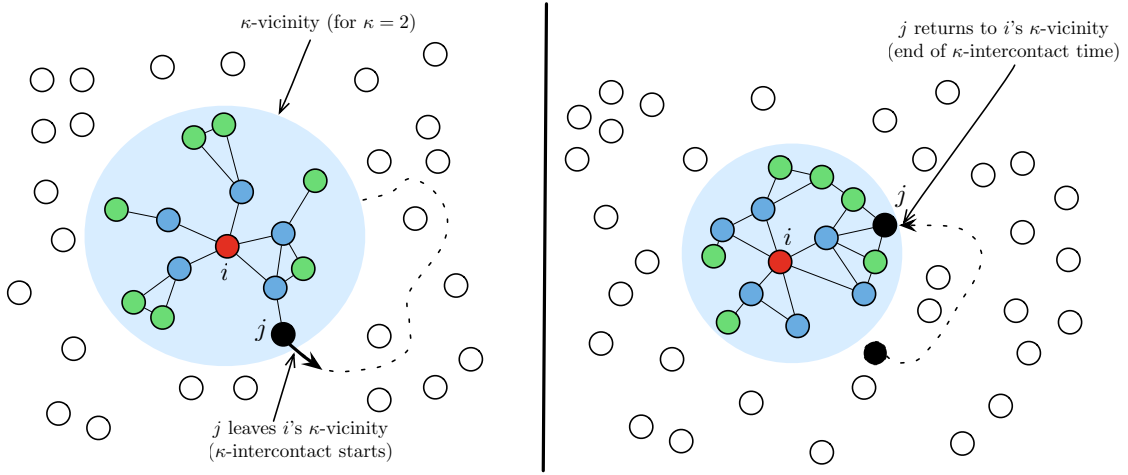 κ-vicinity (for κ = 2)
i
j
j leaves i's κ-vicinity
(κ-intercontact starts)
j returns to i's κ-vicinity
(end of κ-intercontact time)
j
i